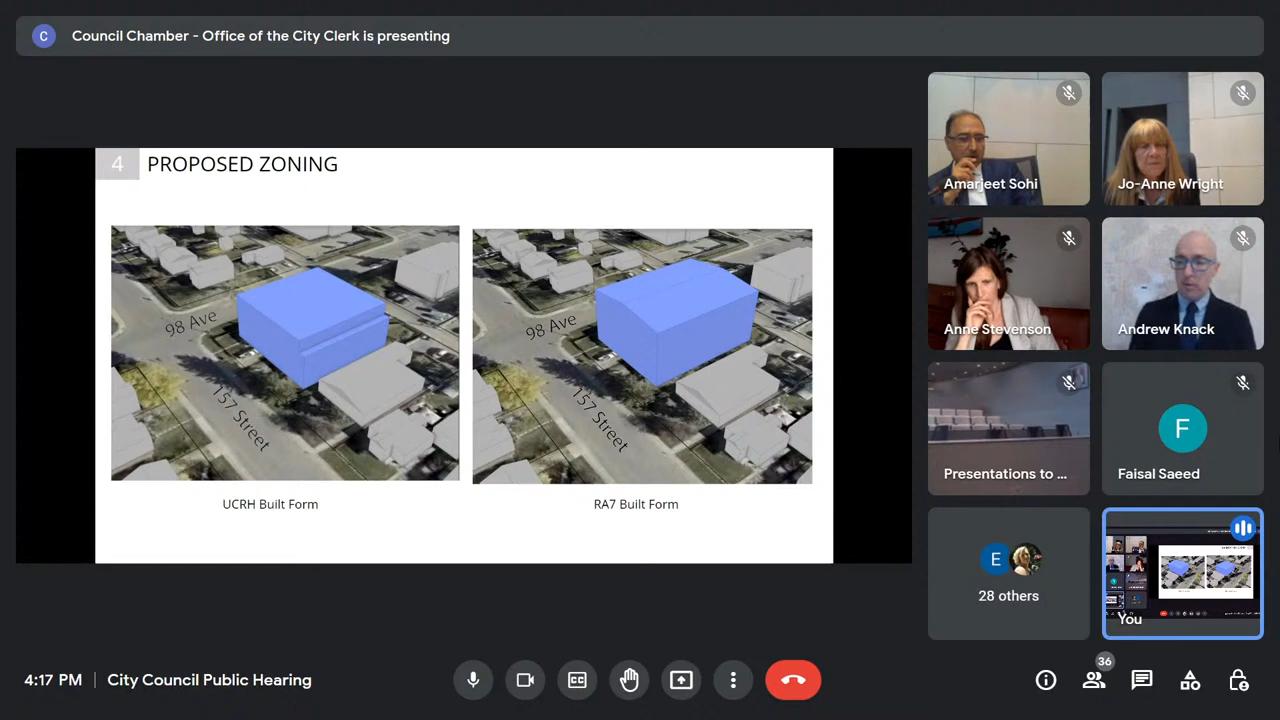 C Council Chamber - Office of the City Clerk is presenting
4 PROPOSED ZONING
98 Ave
157 Street
UCRH Built Form
98 Ave
157 Street
RA7 Built Form
Amarjeet Sohi
Jo-Anne Wright
Anne Stevenson
Andrew Knack
Presentations to ...
F
Faisal Saeed
E
28 others
You
4:17 PM | City Council Public Hearing
CC
36